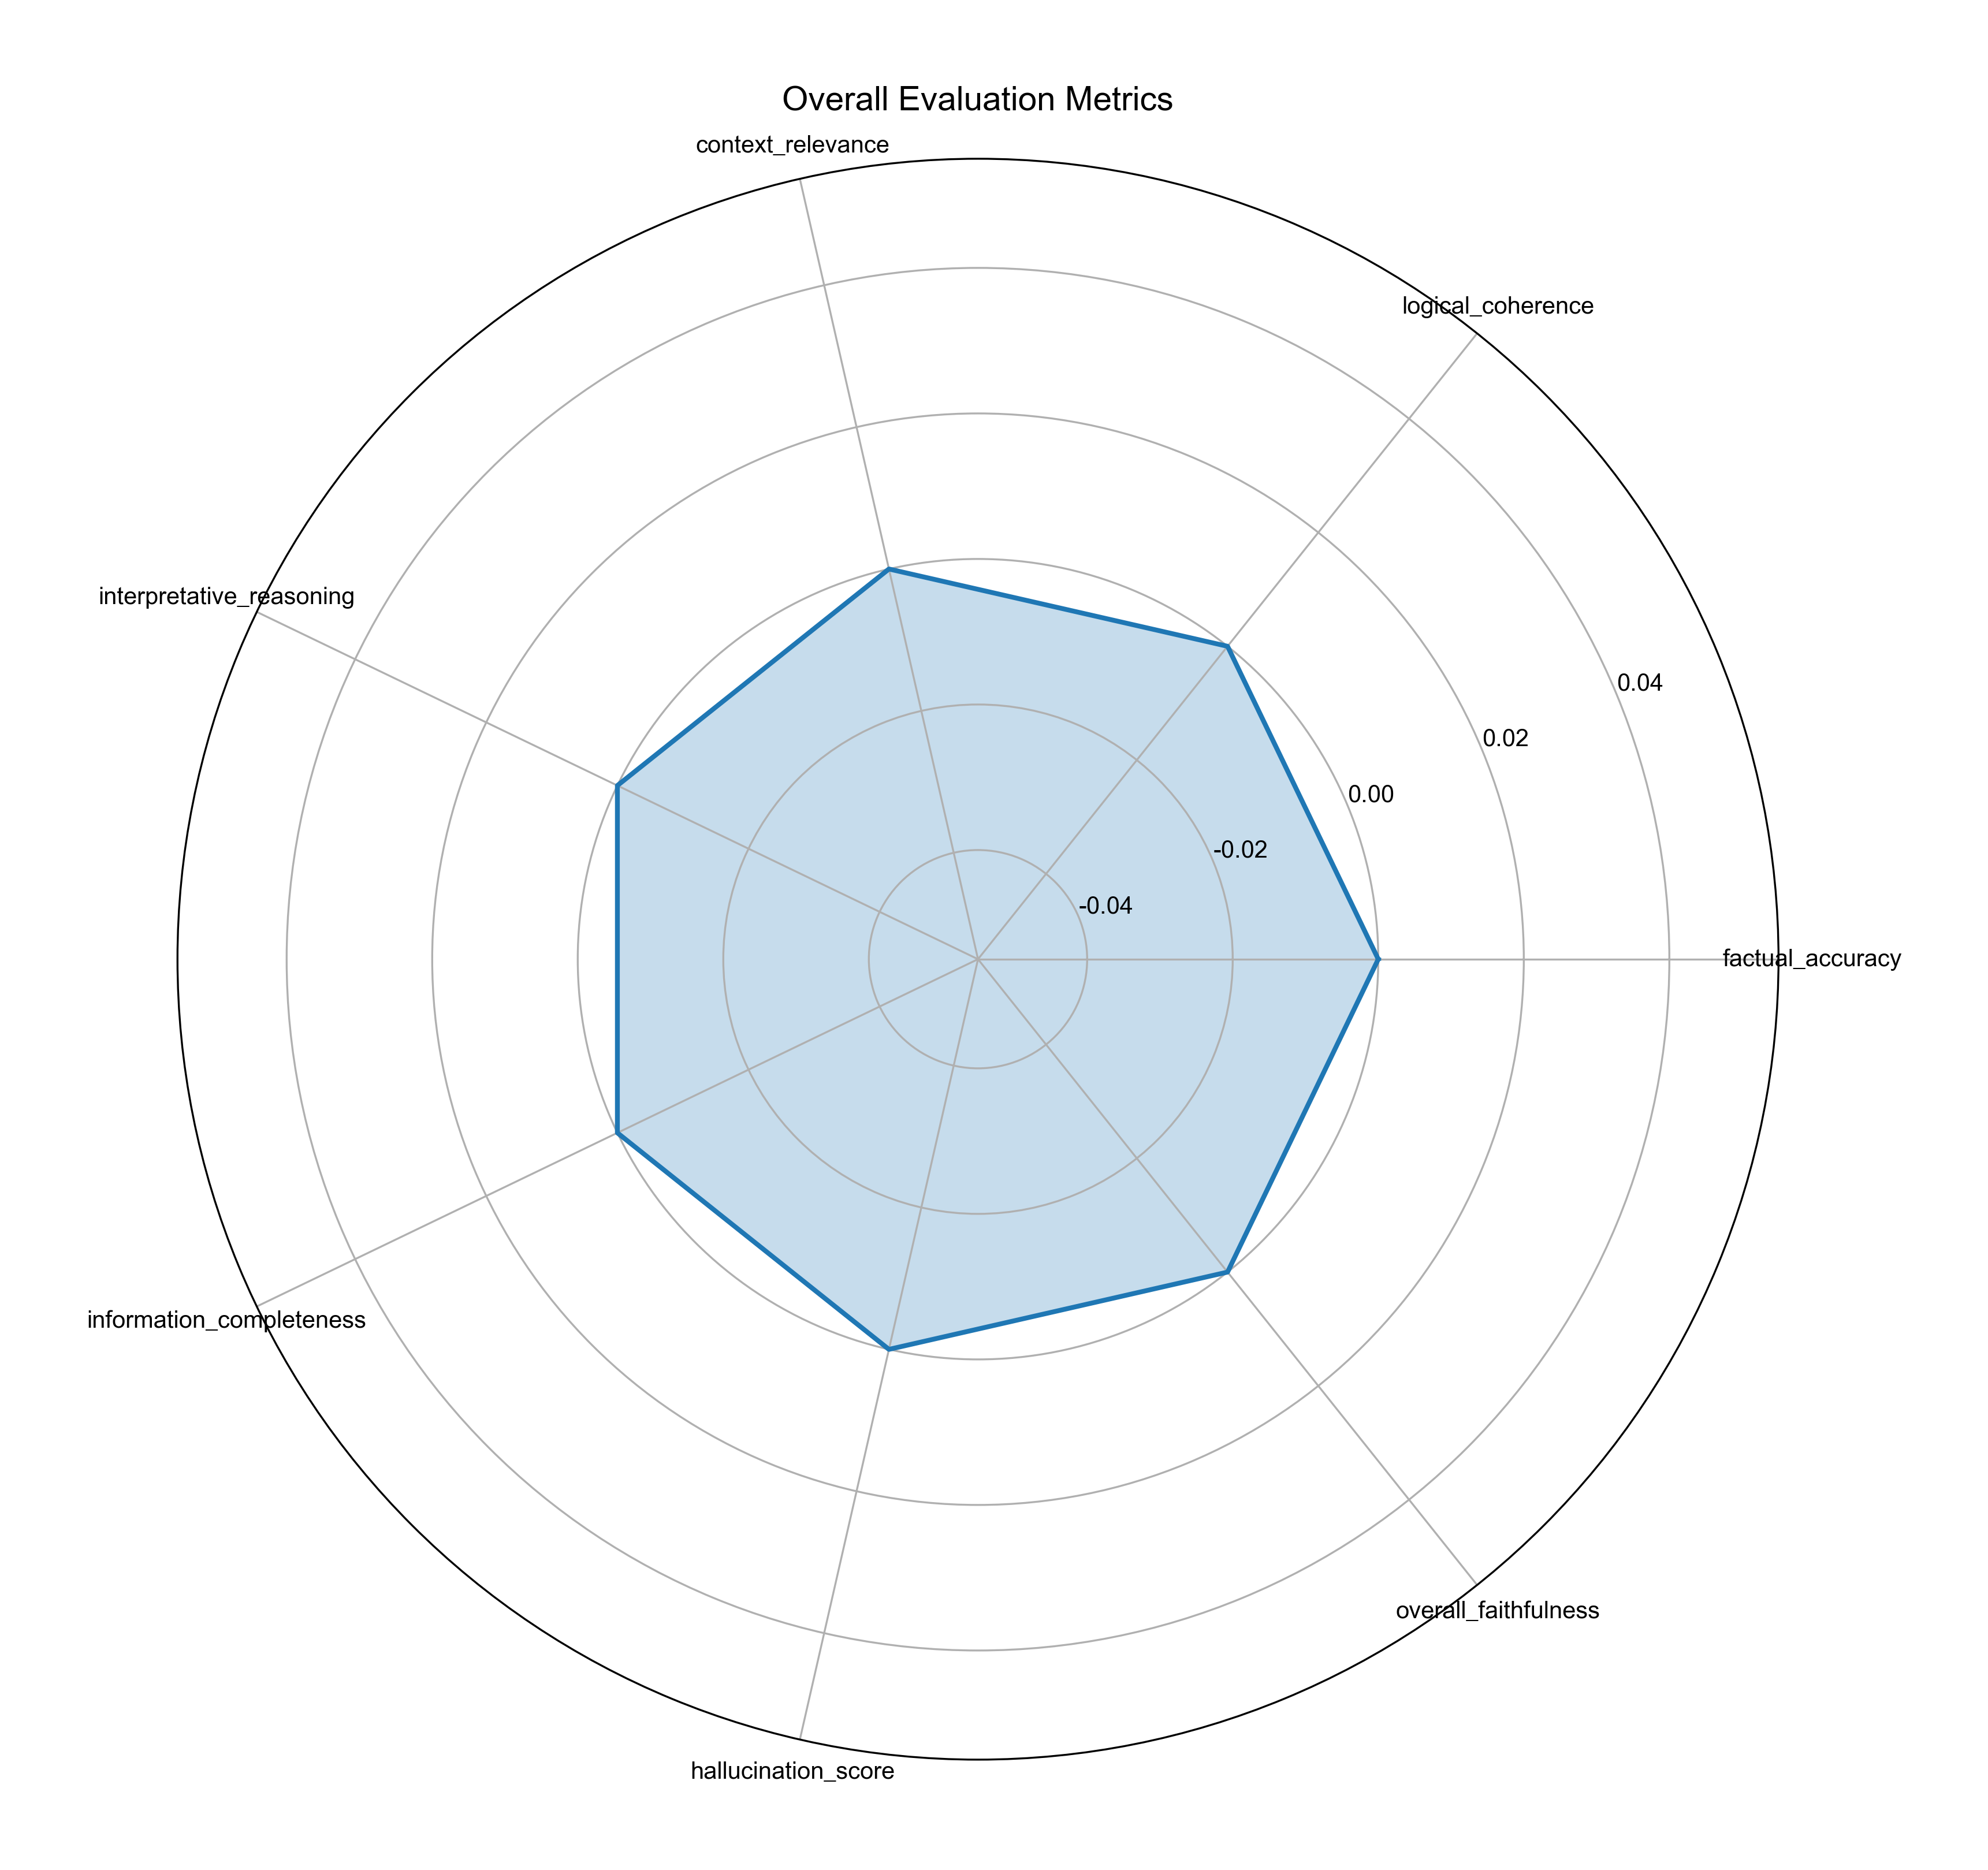 Overall Evaluation Metrics
context_relevance
logical_coherence
interpretative_reasoning
0.04
0.02
0.00
-0.02
-0.04
factual_accuracy
information_completeness
overall_faithfulness
hallucination_score